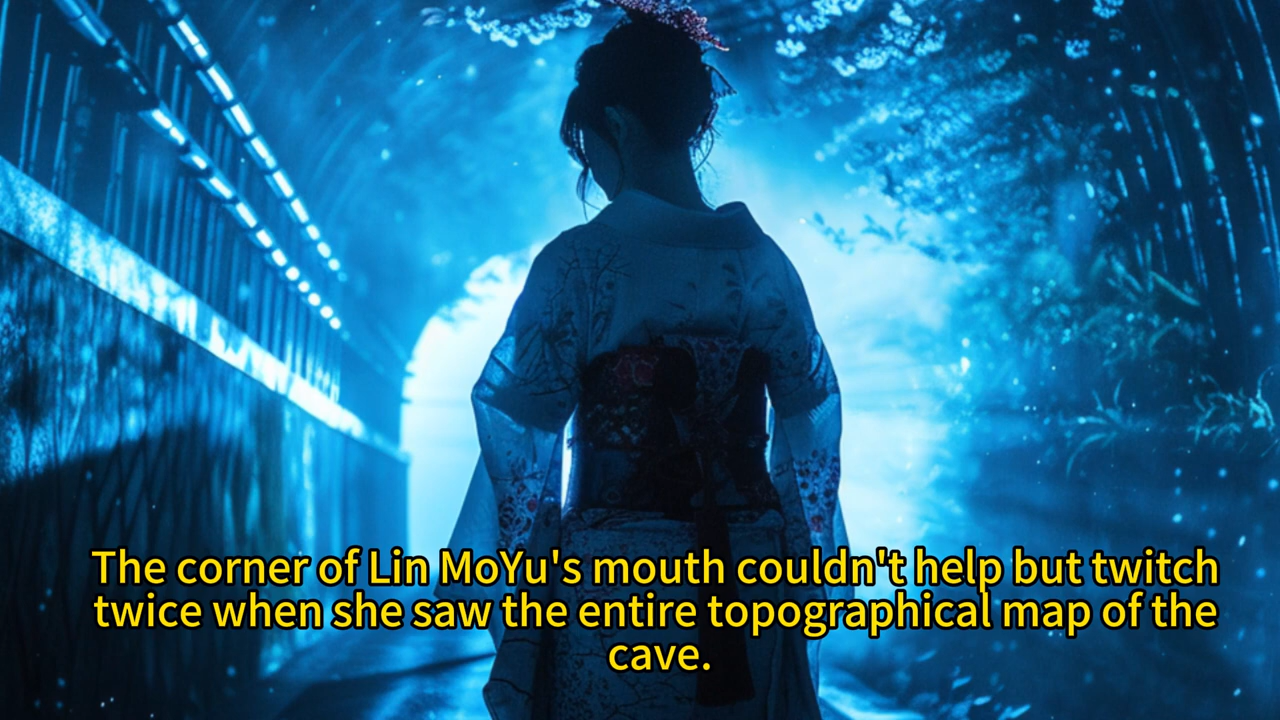 The corner of Lin MoYu's mouth couldn't help but twitch
twice when she saw the entire topographical map of the
cave.